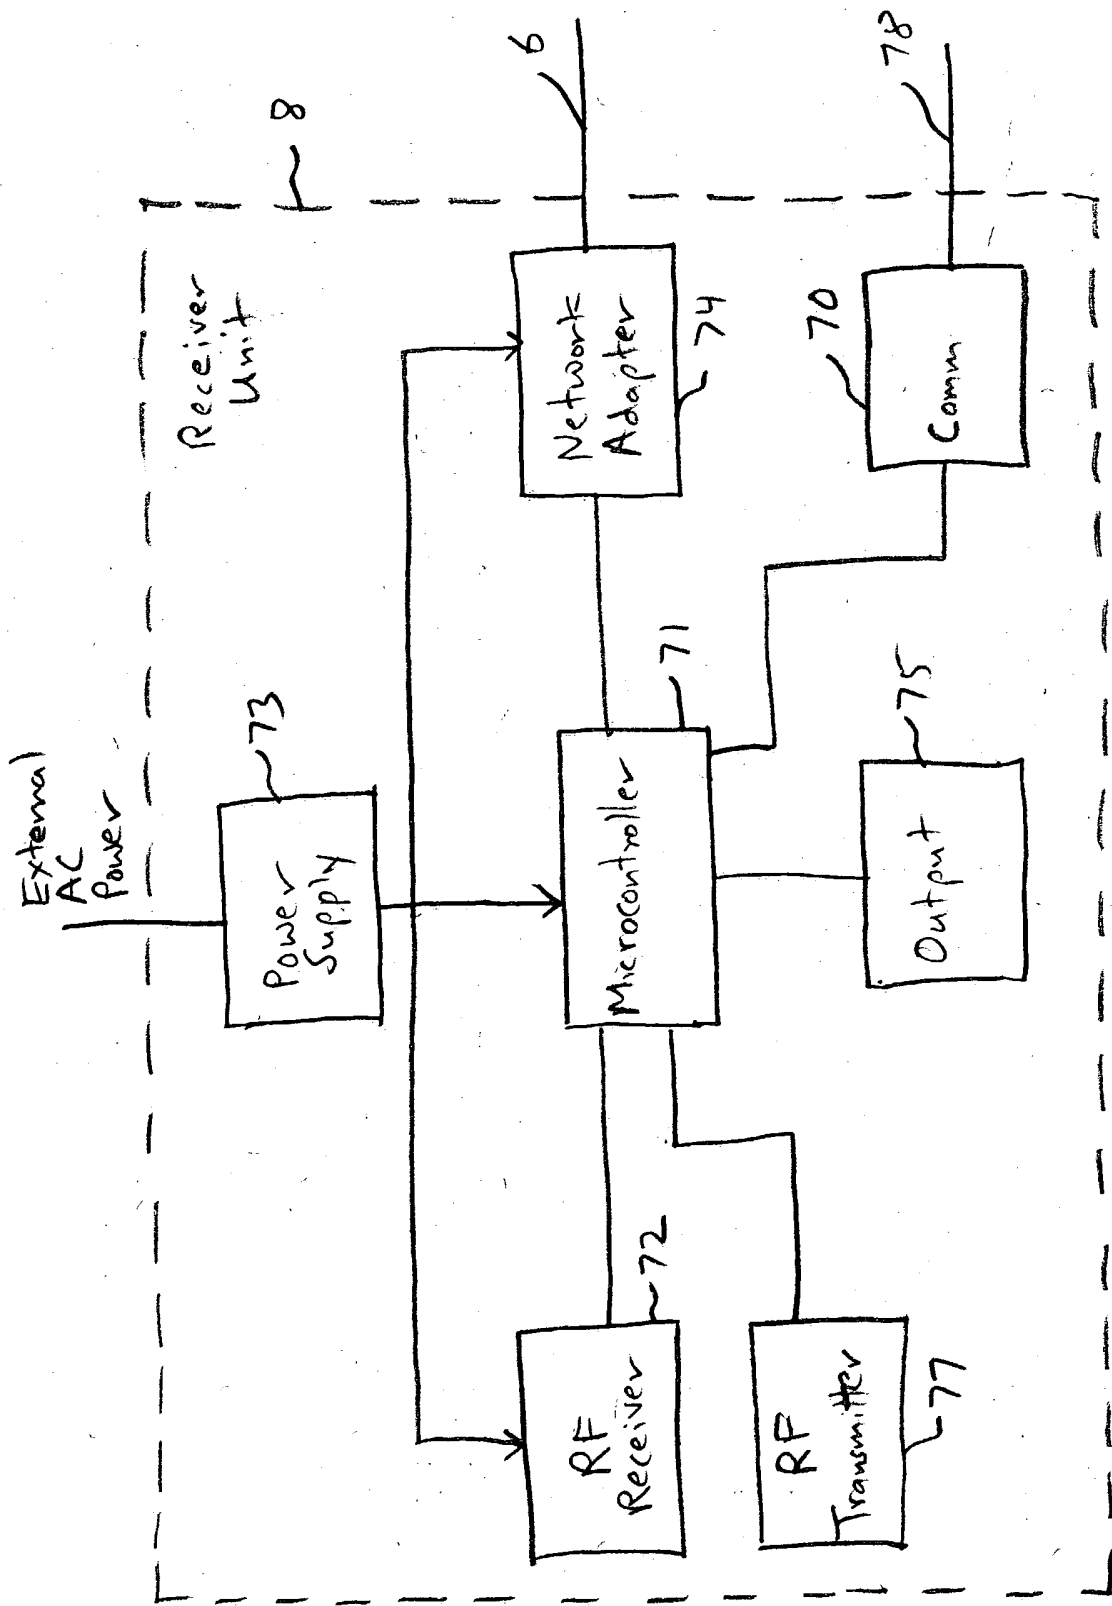 External
AC
Power
8
Receiver
Unit
73
Power
Supply
6
Network
Adapter
74
71
Microcontroller
72
RF
Receiver
78
70
Comm
75
Output
RF
Transmitter
77